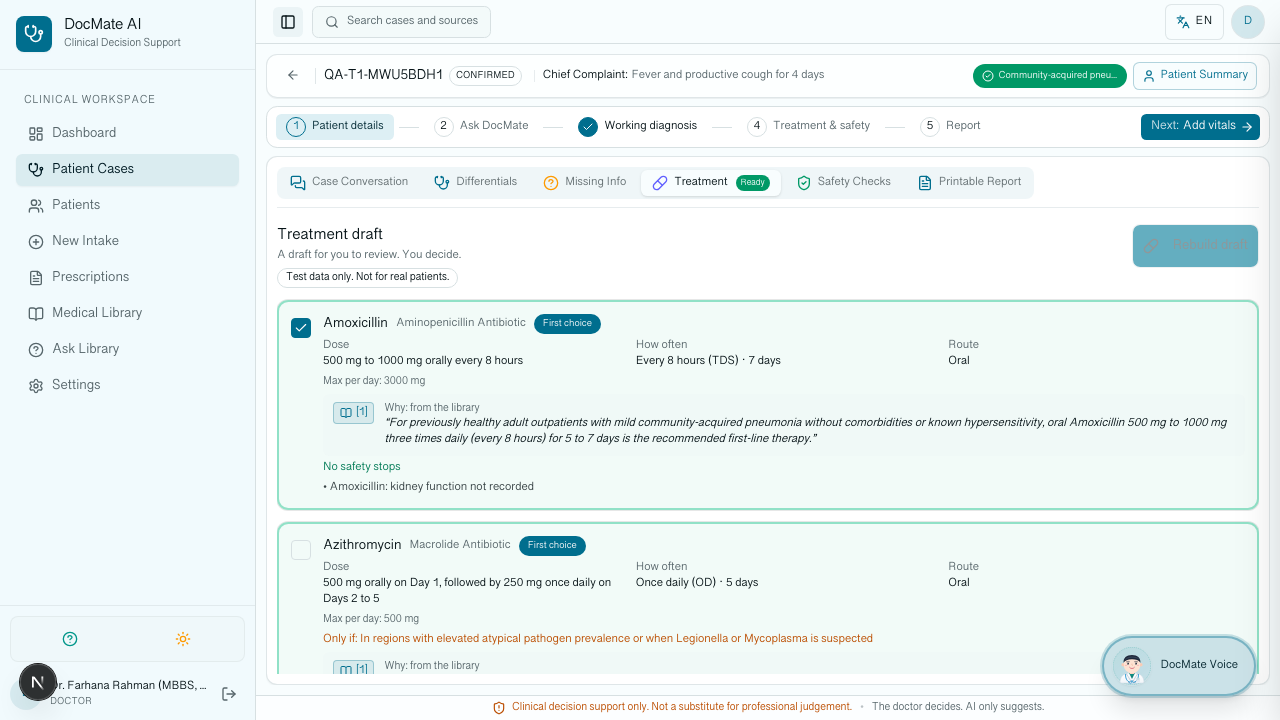 DocMate AI
Clinical Decision Support
CLINICAL WORKSPACE
Dashboard
Patient Cases
Patients
New Intake
Prescriptions
Medical Library
Ask Library
Settings
N
r. Farhana Rahman (MBBS, ...
DOCTOR
Search cases and sources
EN
D
QA-T1-MWU5BDH1
CONFIRMED
Chief Complaint: Fever and productive cough for 4 days
Community-acquired pneu...
Patient Summary
1 Patient details
2 Ask DocMate
Working diagnosis
4 Treatment & safety
5 Report
Next: Add vitals
Case Conversation
Differentials
Missing Info
Treatment Ready
Safety Checks
Printable Report
Treatment draft
A draft for you to review. You decide.
Test data only. Not for real patients.
Rebuild draft
Amoxicillin Aminopenicillin Antibiotic First choice
Dose How often Route
500 mg to 1000 mg orally every 8 hours Every 8 hours (TDS) · 7 days Oral
Max per day: 3000 mg
[1] Why: from the library
"For previously healthy adult outpatients with mild community-acquired pneumonia without comorbidities or known hypersensitivity, oral Amoxicillin 500 mg to 1000 mg
three times daily (every 8 hours) for 5 to 7 days is the recommended first-line therapy."
No safety stops
• Amoxicillin: kidney function not recorded
Azithromycin Macrolide Antibiotic First choice
Dose How often Route
500 mg orally on Day 1, followed by 250 mg once daily on Once daily (OD) · 5 days Oral
Days 2 to 5
Max per day: 500 mg
Only if: In regions with elevated atypical pathogen prevalence or when Legionella or Mycoplasma is suspected
[1] Why: from the library
DocMate Voice
Clinical decision support only. Not a substitute for professional judgement. • The doctor decides. AI only suggests.